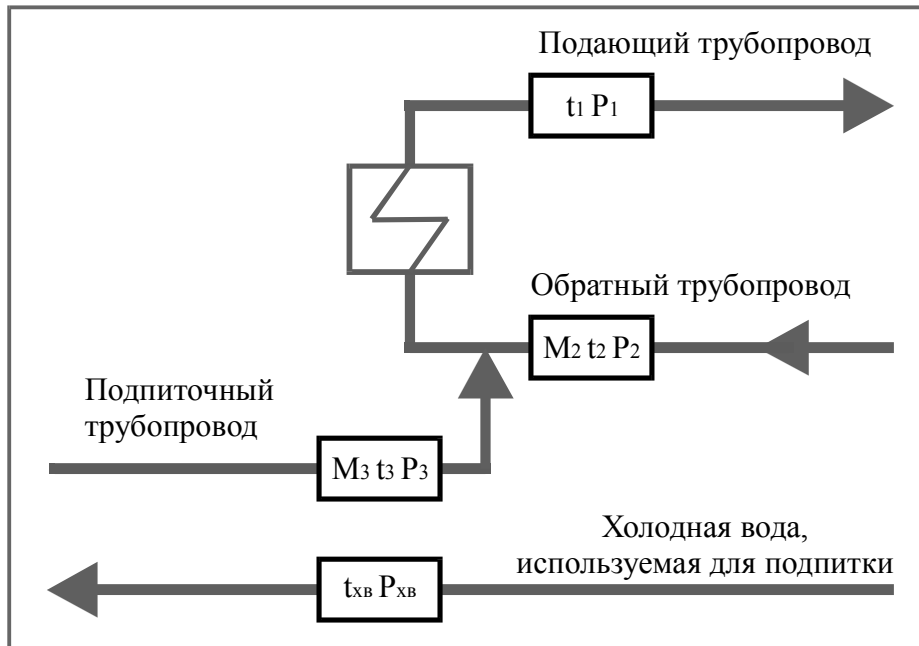 Подающий трубопровод
t₁ P₁
Обратный трубопровод
M₂ t₂ P₂
Подпиточный
трубопровод
M₃ t₃ P₃
Холодная вода,
используемая для подпитки
tхв Pхв